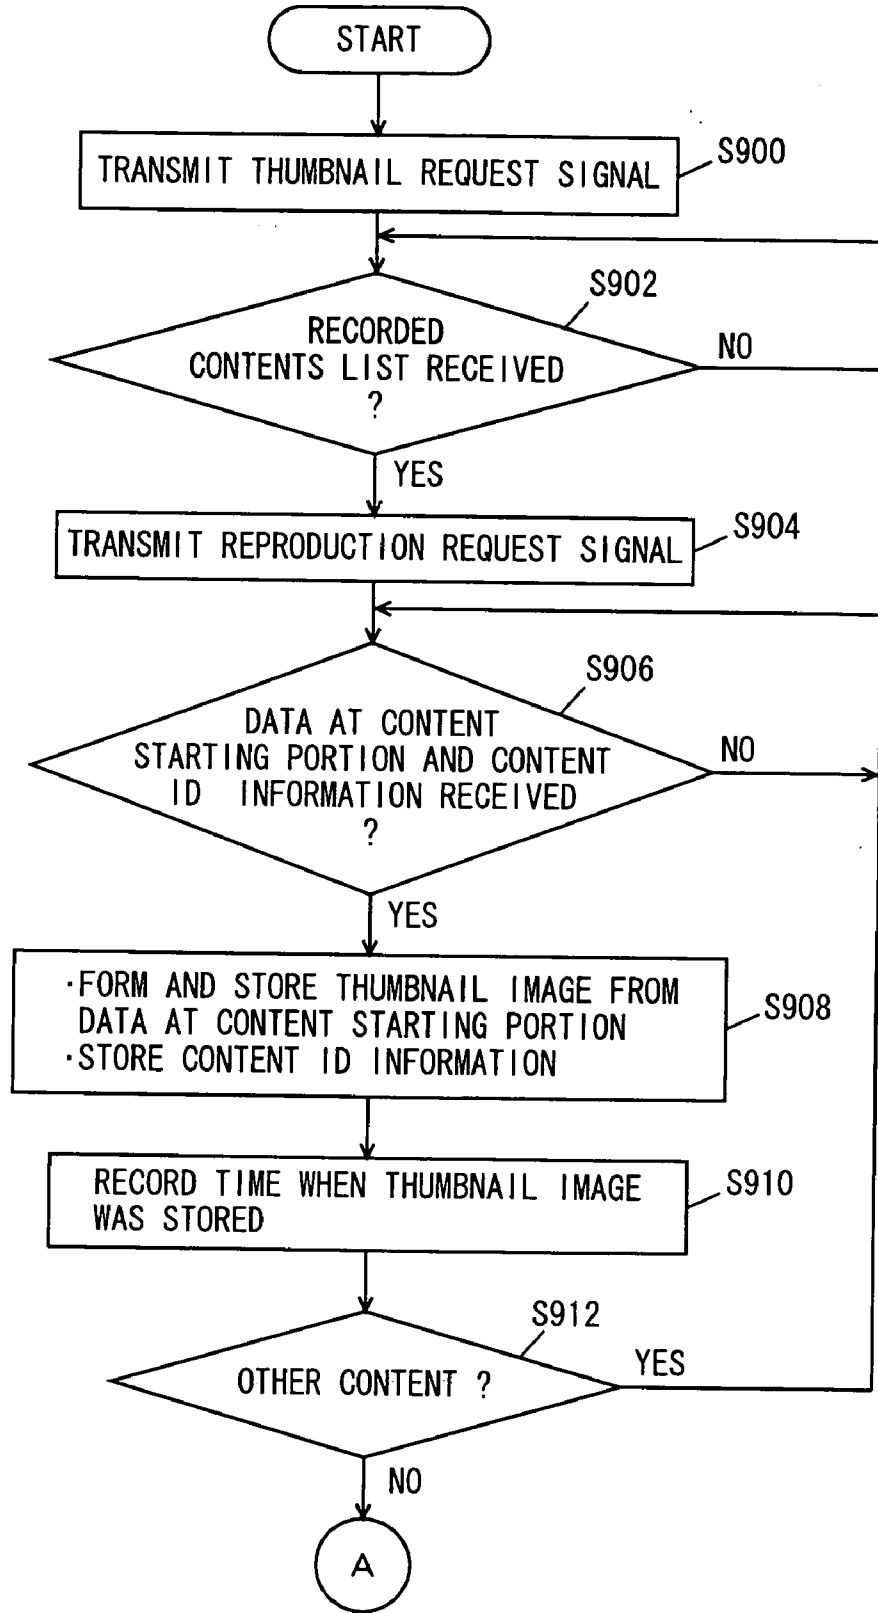 START
TRANSMIT THUMBNAIL REQUEST SIGNAL
S900
S902
RECORDED
CONTENTS LIST RECEIVED
?
NO
YES
TRANSMIT REPRODUCTION REQUEST SIGNAL
S904
S906
DATA AT CONTENT
STARTING PORTION AND CONTENT
ID INFORMATION RECEIVED
?
NO
YES
·FORM AND STORE THUMBNAIL IMAGE FROM
DATA AT CONTENT STARTING PORTION
·STORE CONTENT ID INFORMATION
S908
RECORD TIME WHEN THUMBNAIL IMAGE
WAS STORED
S910
S912
OTHER CONTENT ?
YES
NO
A